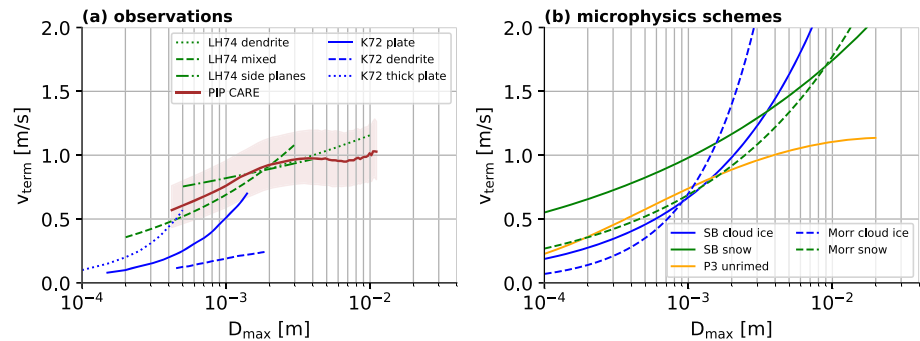 (a) observations
LH74 dendrite
LH74 mixed
LH74 side planes
PIP CARE
K72 plate
K72 dendrite
K72 thick plate
2.0
1.5
1.0
0.5
0.0
v_term [m/s]
10⁻⁴
10⁻³
10⁻²
D_max [m]
(b) microphysics schemes
2.0
1.5
1.0
0.5
0.0
v_term [m/s]
SB cloud ice
SB snow
P3 unrimed
Morr cloud ice
Morr snow
10⁻⁴
10⁻³
10⁻²
D_max [m]